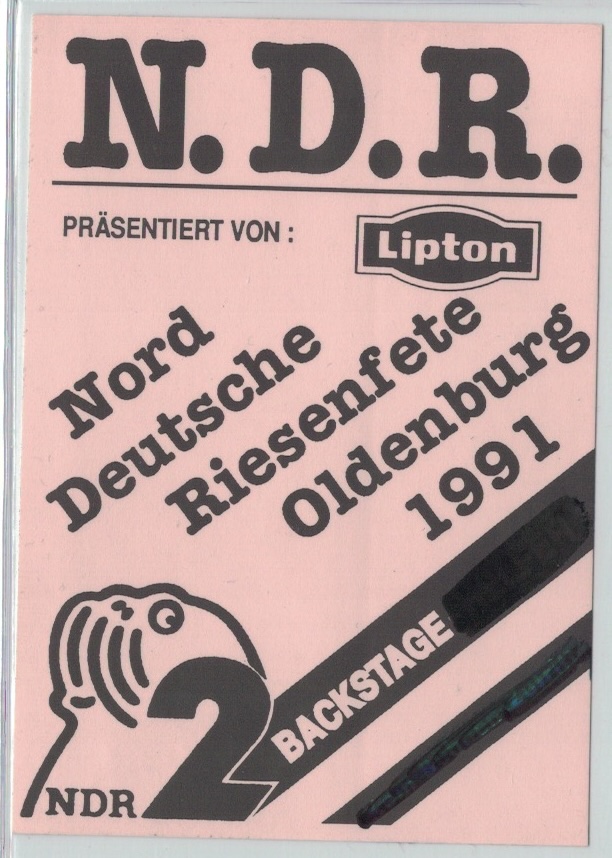 N.D.R.
PRÄSENTIERT VON :
Lipton
Nord
Deutsche
Riesenfete
Oldenburg
1991
BACKSTAGE
2
NDR